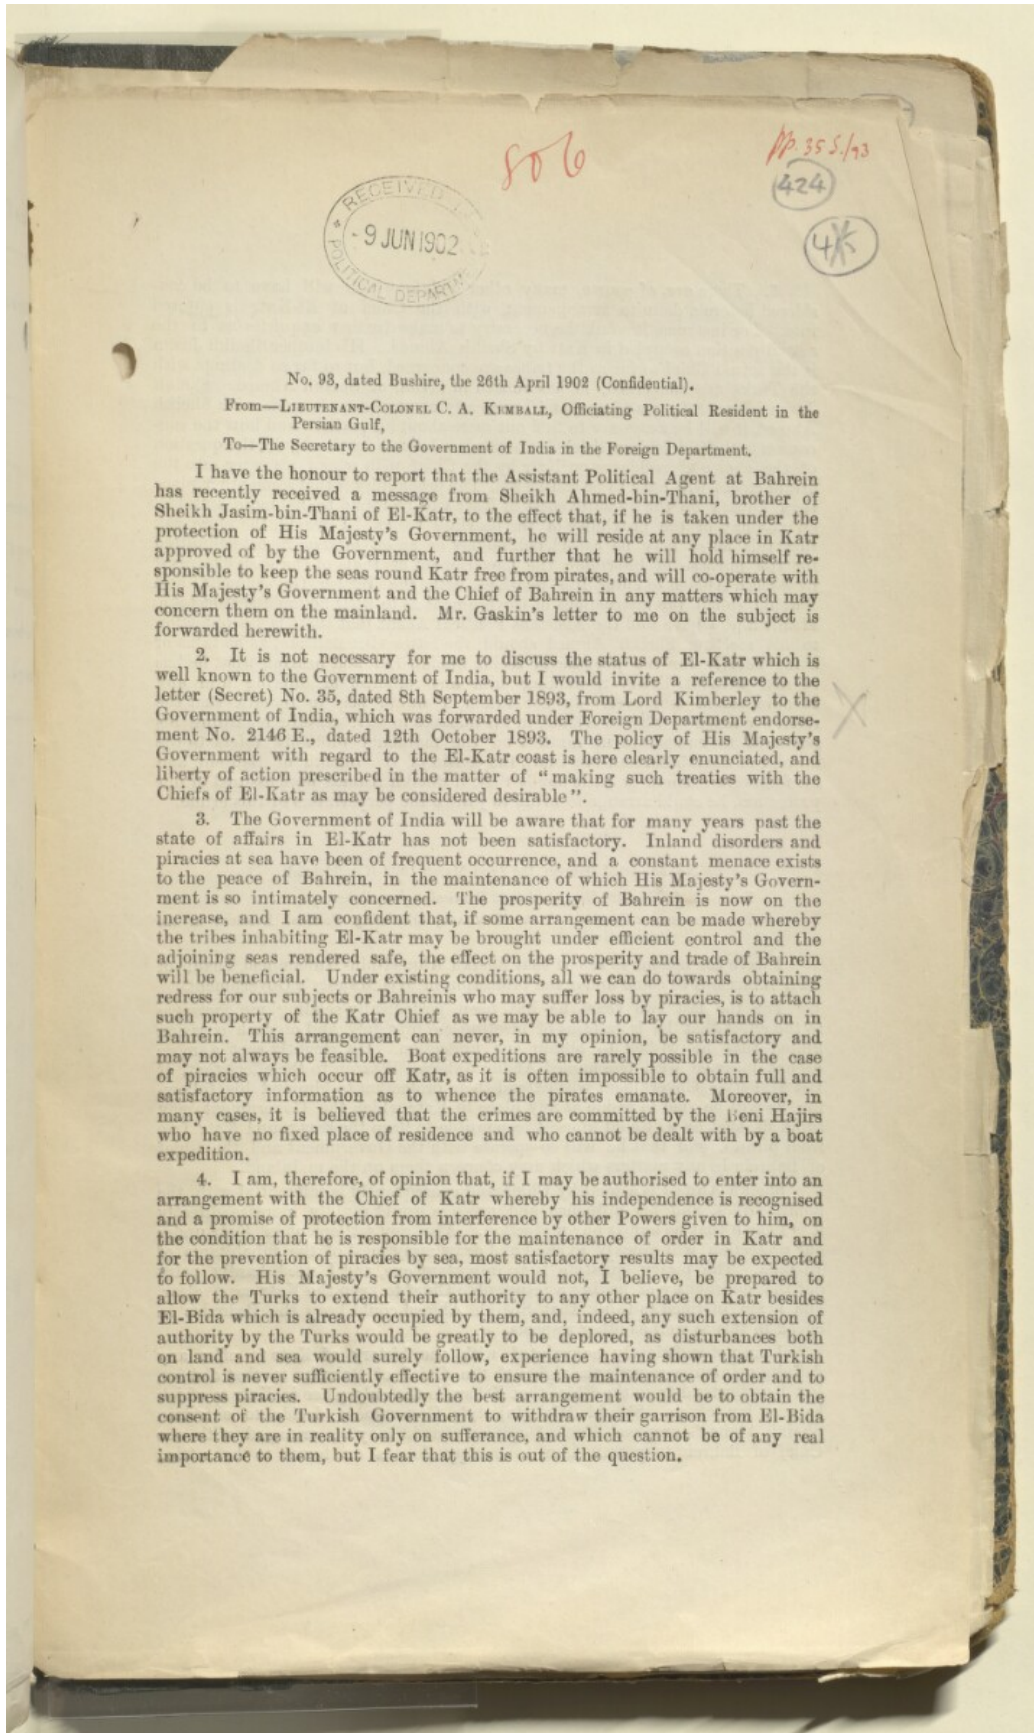 806
PP. 35 S./93
424
4
RECEIVED
- 9 JUN 1902
POLITICAL DEPARTM
No. 93, dated Bushire, the 26th April 1902 (Confidential).
From—LIEUTENANT-COLONEL C. A. KEMBALL, Officiating Political Resident in the
Persian Gulf,
To—The Secretary to the Government of India in the Foreign Department.
I have the honour to report that the Assistant Political Agent at Bahrein
has recently received a message from Sheikh Ahmed-bin-Thani, brother of
Sheikh Jasim-bin-Thani of El-Katr, to the effect that, if he is taken under the
protection of His Majesty's Government, he will reside at any place in Katr
approved of by the Government, and further that he will hold himself re-
sponsible to keep the seas round Katr free from pirates, and will co-operate with
His Majesty's Government and the Chief of Bahrein in any matters which may
concern them on the mainland. Mr. Gaskin's letter to me on the subject is
forwarded herewith.
2. It is not necessary for me to discuss the status of El-Katr which is
well known to the Government of India, but I would invite a reference to the
letter (Secret) No. 35, dated 8th September 1893, from Lord Kimberley to the
Government of India, which was forwarded under Foreign Department endorse-
ment No. 2146 E., dated 12th October 1893. The policy of His Majesty's
Government with regard to the El-Katr coast is here clearly enunciated, and
liberty of action prescribed in the matter of "making such treaties with the
Chiefs of El-Katr as may be considered desirable".
3. The Government of India will be aware that for many years past the
state of affairs in El-Katr has not been satisfactory. Inland disorders and
piracies at sea have been of frequent occurrence, and a constant menace exists
to the peace of Bahrein, in the maintenance of which His Majesty's Govern-
ment is so intimately concerned. The prosperity of Bahrein is now on the
increase, and I am confident that, if some arrangement can be made whereby
the tribes inhabiting El-Katr may be brought under efficient control and the
adjoining seas rendered safe, the effect on the prosperity and trade of Bahrein
will be beneficial. Under existing conditions, all we can do towards obtaining
redress for our subjects or Bahreinis who may suffer loss by piracies, is to attach
such property of the Katr Chief as we may be able to lay our hands on in
Bahrein. This arrangement can never, in my opinion, be satisfactory and
may not always be feasible. Boat expeditions are rarely possible in the case
of piracies which occur off Katr, as it is often impossible to obtain full and
satisfactory information as to whence the pirates emanate. Moreover, in
many cases, it is believed that the crimes are committed by the Beni Hajirs
who have no fixed place of residence and who cannot be dealt with by a boat
expedition.
4. I am, therefore, of opinion that, if I may be authorised to enter into an
arrangement with the Chief of Katr whereby his independence is recognised
and a promise of protection from interference by other Powers given to him, on
the condition that he is responsible for the maintenance of order in Katr and
for the prevention of piracies by sea, most satisfactory results may be expected
to follow. His Majesty's Government would not, I believe, be prepared to
allow the Turks to extend their authority to any other place on Katr besides
El-Bida which is already occupied by them, and, indeed, any such extension of
authority by the Turks would be greatly to be deplored, as disturbances both
on land and sea would surely follow, experience having shown that Turkish
control is never sufficiently effective to ensure the maintenance of order and to
suppress piracies. Undoubtedly the best arrangement would be to obtain the
consent of the Turkish Government to withdraw their garrison from El-Bida
where they are in reality only on sufferance, and which cannot be of any real
importance to them, but I fear that this is out of the question.